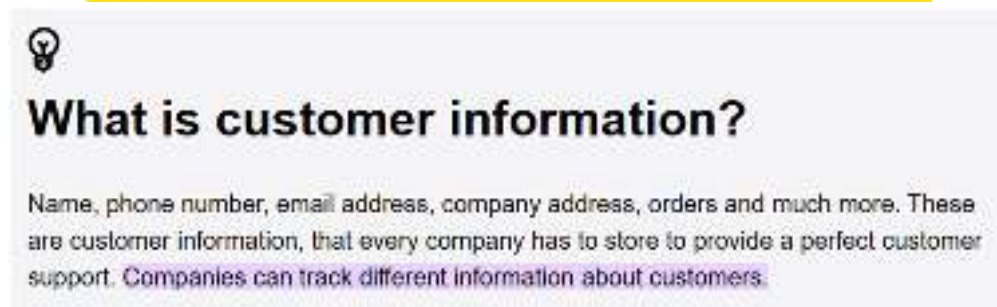 What is customer information?
Name, phone number, email address, company address, orders and much more. These
are customer information, that every company has to store to provide a perfect customer
support. Companies can track different information about customers.